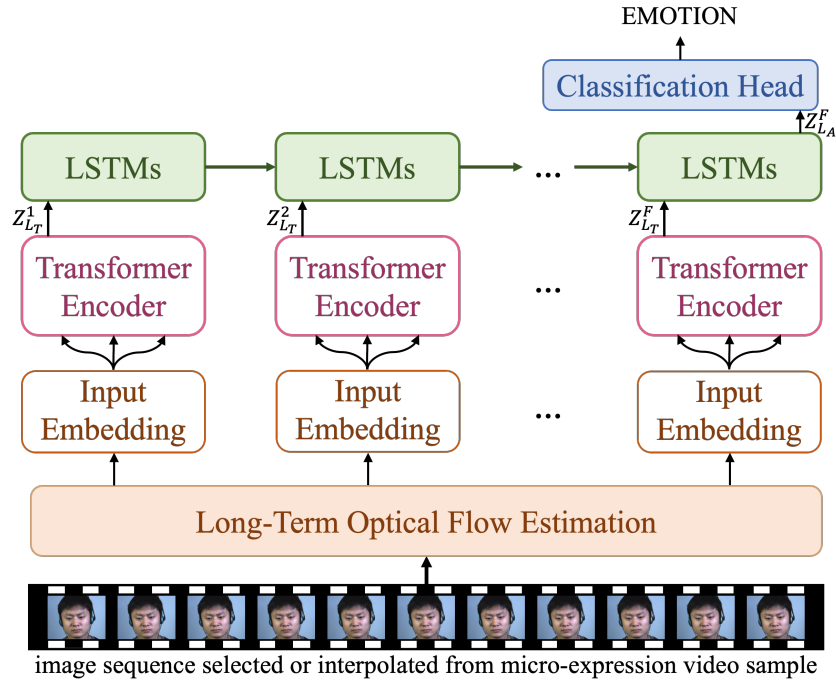 EMOTION
Classification Head
Z^F_{L_A}
LSTMs LSTMs ... LSTMs
Z^1_{L_T} Z^2_{L_T} Z^F_{L_T}
Transformer Encoder
Transformer Encoder
...
Transformer Encoder
Input Embedding
Input Embedding
...
Input Embedding
Long-Term Optical Flow Estimation
image sequence selected or interpolated from micro-expression video sample